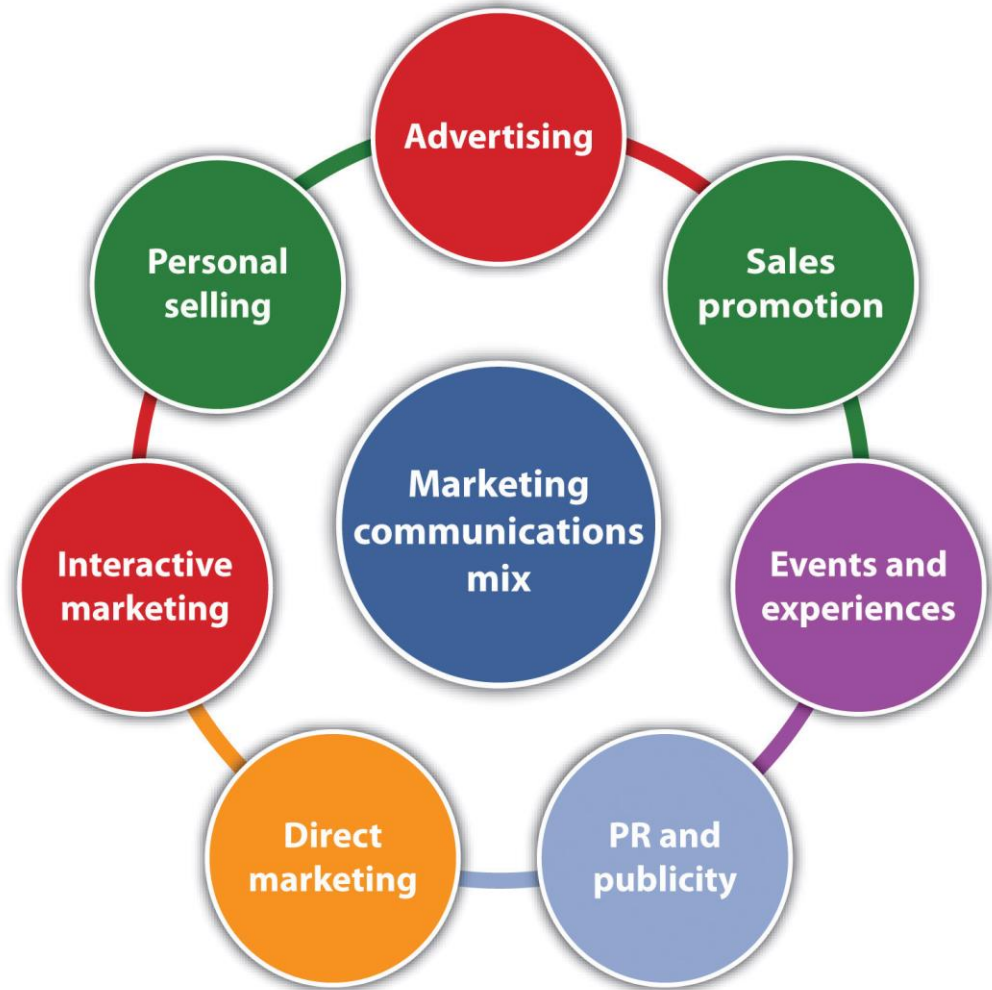 Advertising
Sales
promotion
Events and
experiences
PR and
publicity
Direct
marketing
Interactive
marketing
Personal
selling
Marketing
communications
mix